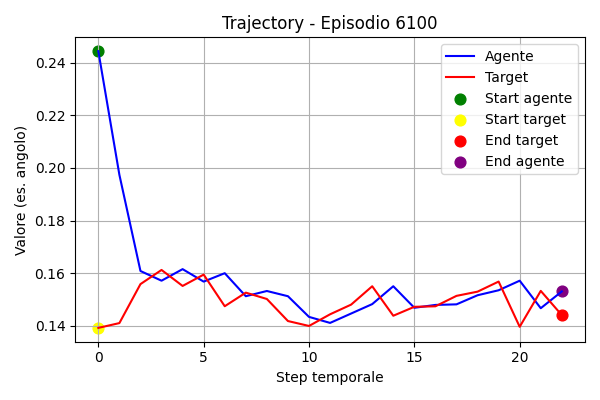 Trajectory - Episodio 6100
Valore (es. angolo)
0.24
0.22
0.20
0.18
0.16
0.14
Agente
Target
Start agente
Start target
End target
End agente
0 5 10 15 20
Step temporale